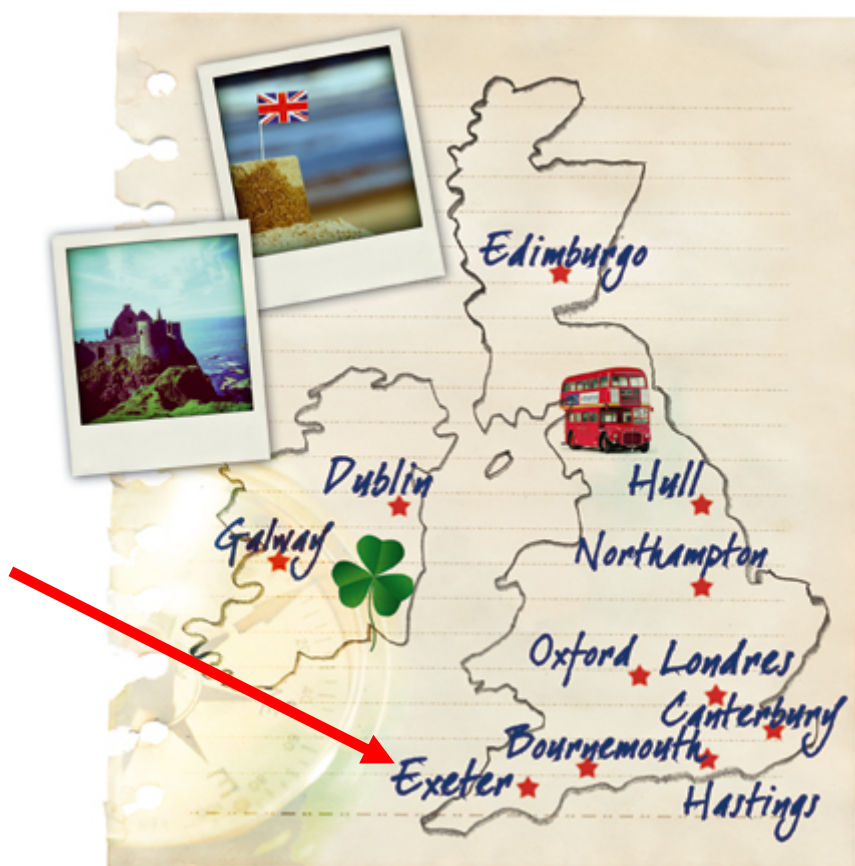 Edimburgo
Dublin
Hull
Galway
Northampton
Oxford
Londres
Canterbury
Bournemouth
Exeter
Hastings